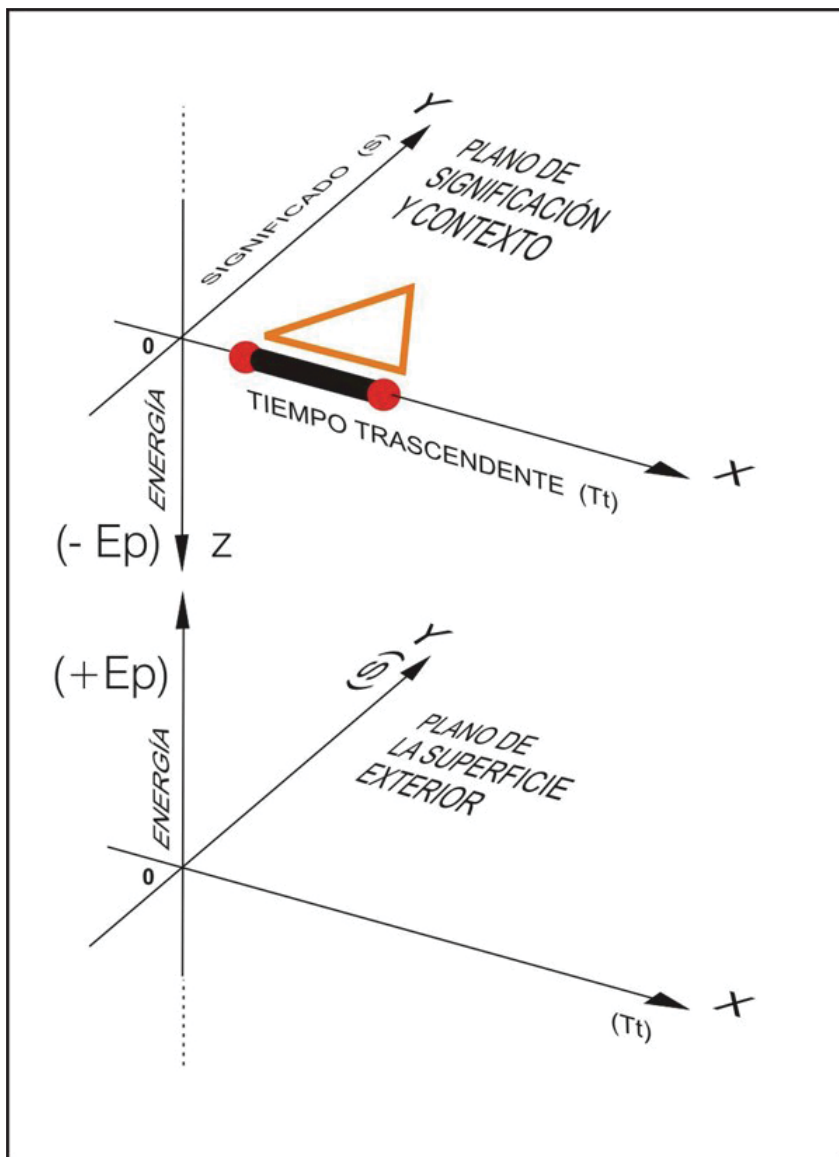 Y
SIGNIFICADO (S)
PLANO DE
SIGNIFICACIÓN
Y CONTEXTO
0
ENERGÍA
TIEMPO TRASCENDENTE (Tt)
X
(- Ep)
Z
Y
(S)
(+Ep)
ENERGÍA
PLANO DE
LA SUPERFICIE
EXTERIOR
0
X
(Tt)